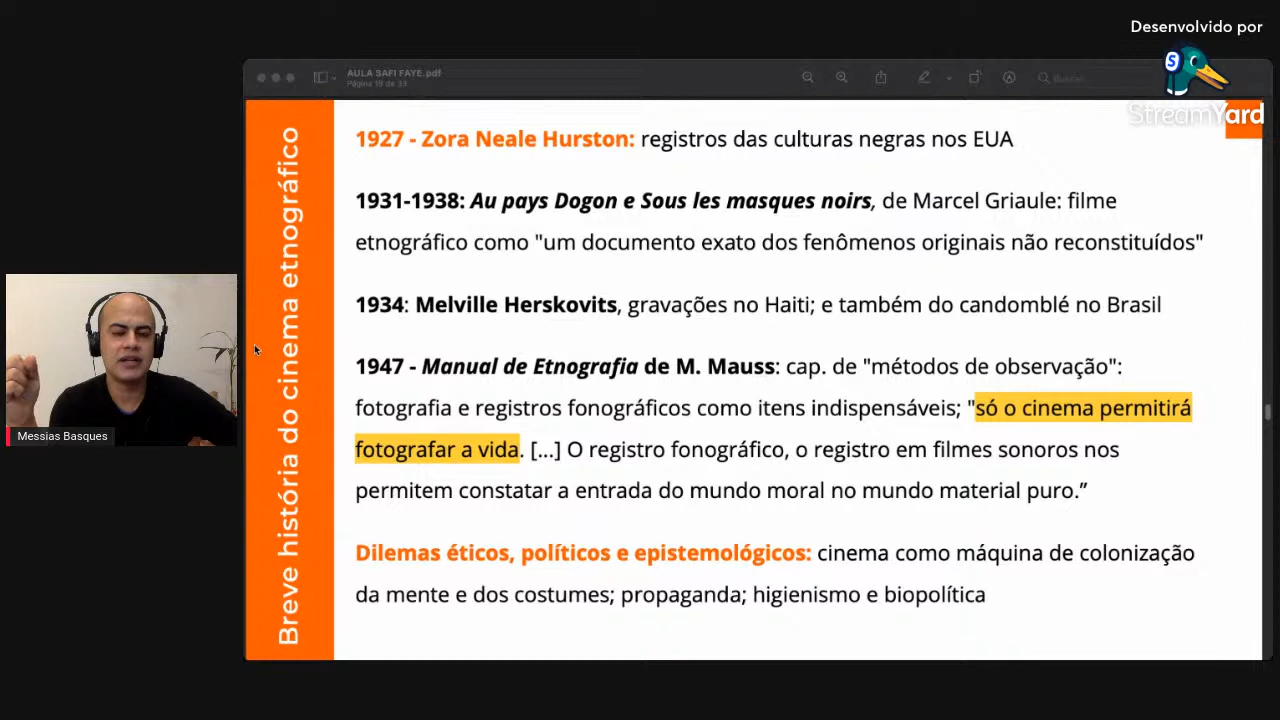 Desenvolvido por
StreamYard
AULA SAFI FAYE.pdf
Página 19 de 33
Buscar
Breve história do cinema etnográfico
1927 - Zora Neale Hurston: registros das culturas negras nos EUA
1931-1938: Au pays Dogon e Sous les masques noirs, de Marcel Griaule: filme
etnográfico como "um documento exato dos fenômenos originais não reconstituídos"
1934: Melville Herskovits, gravações no Haiti; e também do candomblé no Brasil
1947 - Manual de Etnografia de M. Mauss: cap. de "métodos de observação":
fotografia e registros fonográficos como itens indispensáveis; "só o cinema permitirá
fotografar a vida. [...] O registro fonográfico, o registro em filmes sonoros nos
permitem constatar a entrada do mundo moral no mundo material puro.”
Dilemas éticos, políticos e epistemológicos: cinema como máquina de colonização
da mente e dos costumes; propaganda; higienismo e biopolítica
Messias Basques